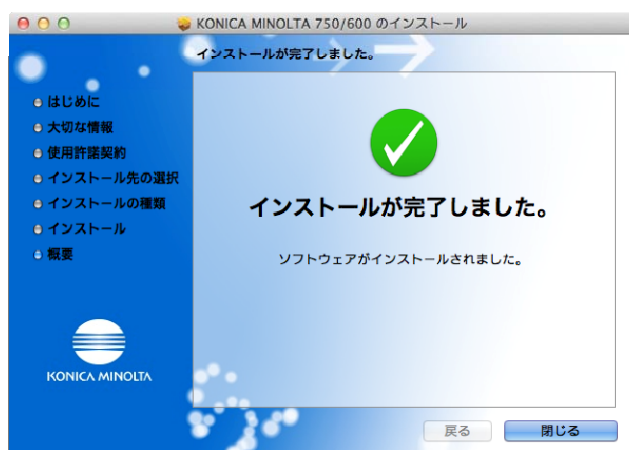 KONICA MINOLTA 750/600 のインストール
インストールが完了しました。
はじめに
大切な情報
使用許諾契約
インストール先の選択
インストールの種類
インストール
概要
インストールが完了しました。
ソフトウェアがインストールされました。
KONICA MINOLTA
戻る
閉じる